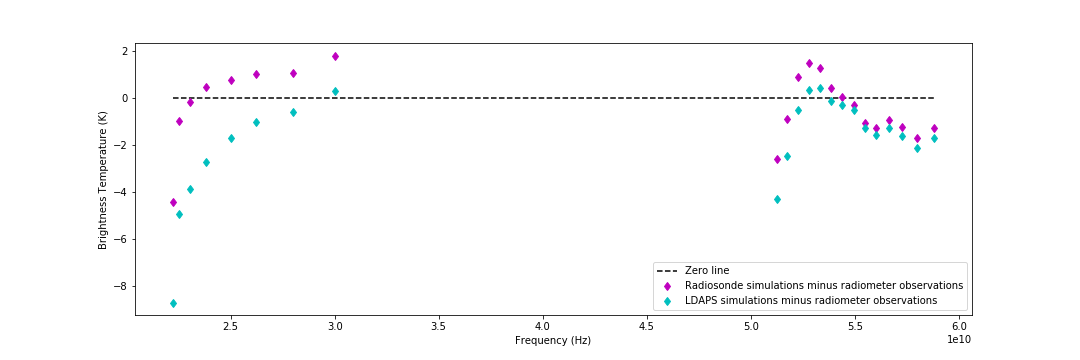 2
0
−2
−4
−6
−8
Brightness Temperature (K)
Zero line
Radiosonde simulations minus radiometer observations
LDAPS simulations minus radiometer observations
2.5 3.0 3.5 4.0 4.5 5.0 5.5 6.0
1e10
Frequency (Hz)